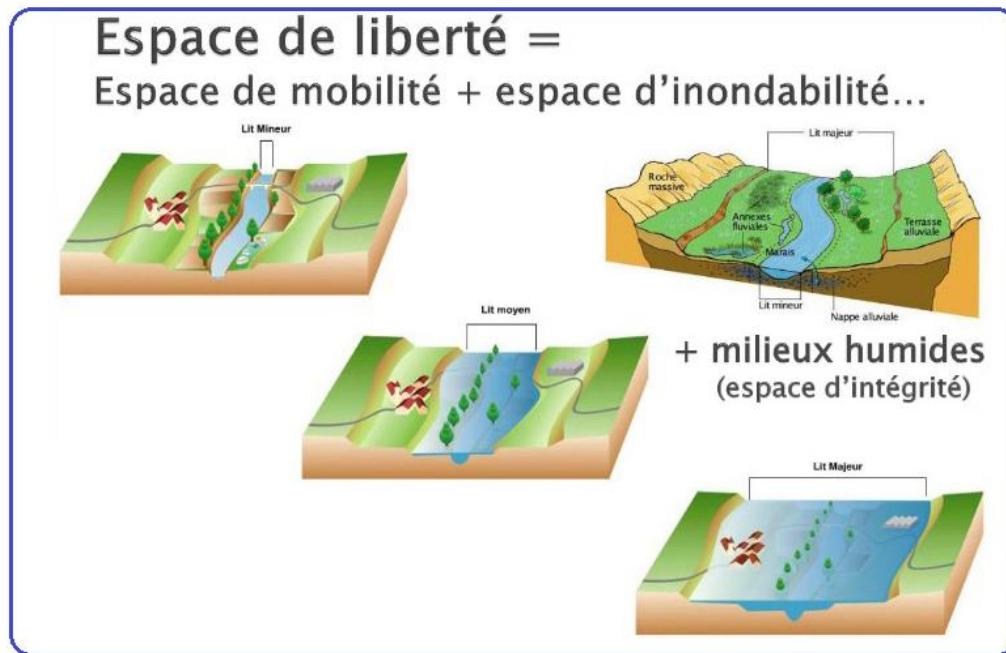 Espace de liberté =
Espace de mobilité + espace d'inondabilité…
Lit Mineur
Lit majeur
Roche
massive
Annexes
fluviales
Terrasse
alluviale
Marais
Lit mineur
Nappe alluviale
Lit moyen
+ milieux humides
(espace d'intégrité)
Lit Majeur